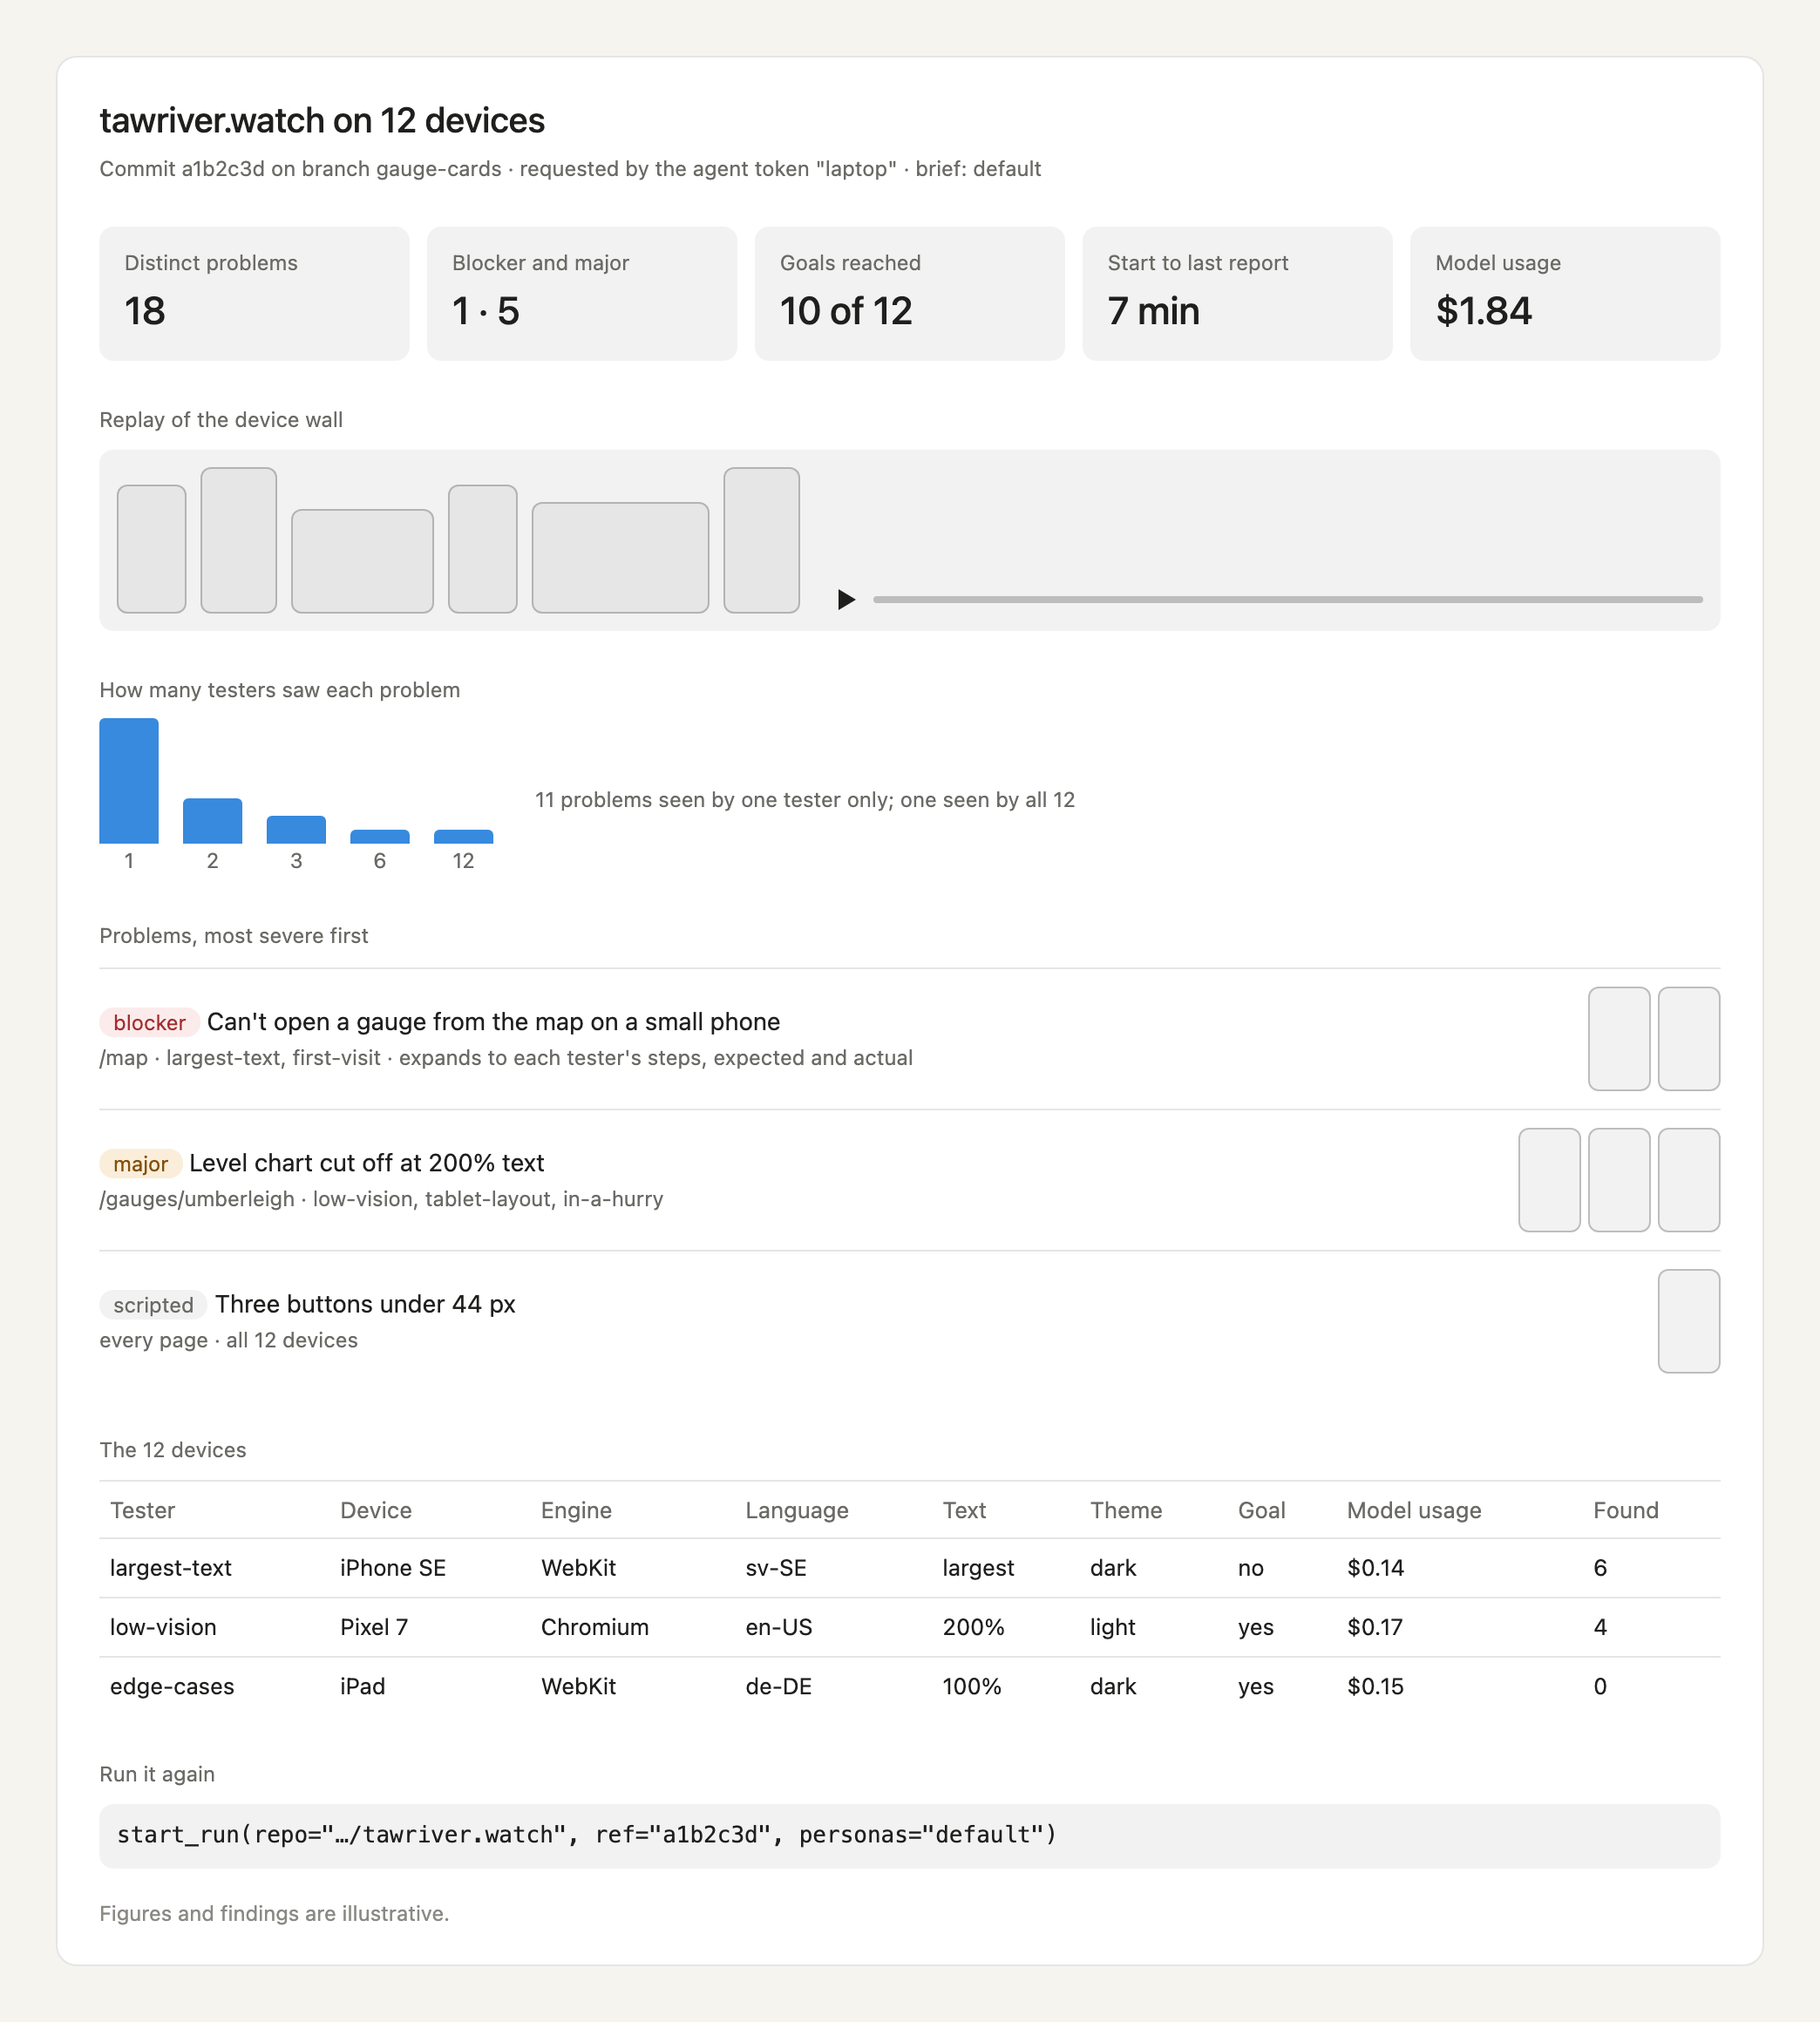 tawriver.watch on 12 devices
Commit a1b2c3d on branch gauge-cards · requested by the agent token "laptop" · brief: default
Distinct problems
18
Blocker and major
1 · 5
Goals reached
10 of 12
Start to last report
7 min
Model usage
$1.84
Replay of the device wall
How many testers saw each problem
11 problems seen by one tester only; one seen by all 12
1 2 3 6 12
Problems, most severe first
blocker Can't open a gauge from the map on a small phone
/map · largest-text, first-visit · expands to each tester's steps, expected and actual
major Level chart cut off at 200% text
/gauges/umberleigh · low-vision, tablet-layout, in-a-hurry
scripted Three buttons under 44 px
every page · all 12 devices
The 12 devices
Tester Device Engine Language Text Theme Goal Model usage Found
largest-text iPhone SE WebKit sv-SE largest dark no $0.14 6
low-vision Pixel 7 Chromium en-US 200% light yes $0.17 4
edge-cases iPad WebKit de-DE 100% dark yes $0.15 0
Run it again
start_run(repo="…/tawriver.watch", ref="a1b2c3d", personas="default")
Figures and findings are illustrative.